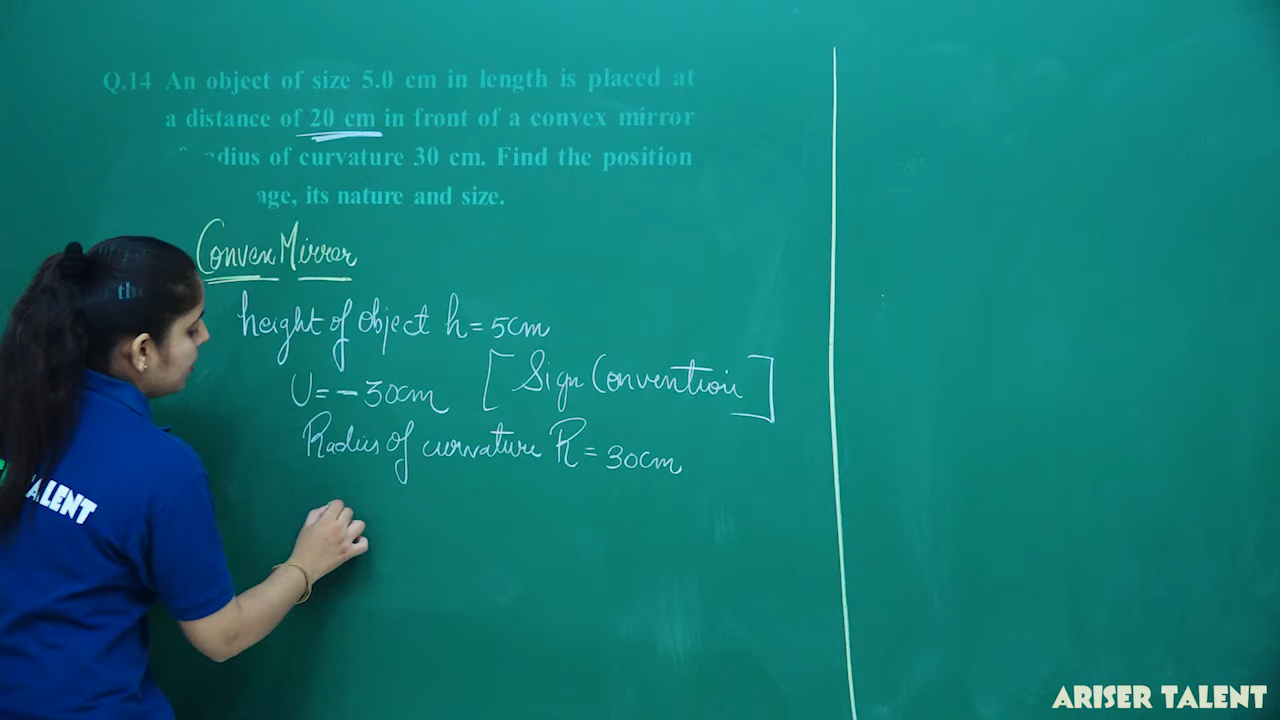 Q.14 An object of size 5.0 cm in length is placed at
a distance of 20 cm in front of a convex mirror
dius of curvature 30 cm. Find the position
age, its nature and size.
Convex Mirror
height of object h = 5cm
U = - 30cm [Sign Convention]
Radius of curvature R = 30cm
TALENT
ARISER TALENT